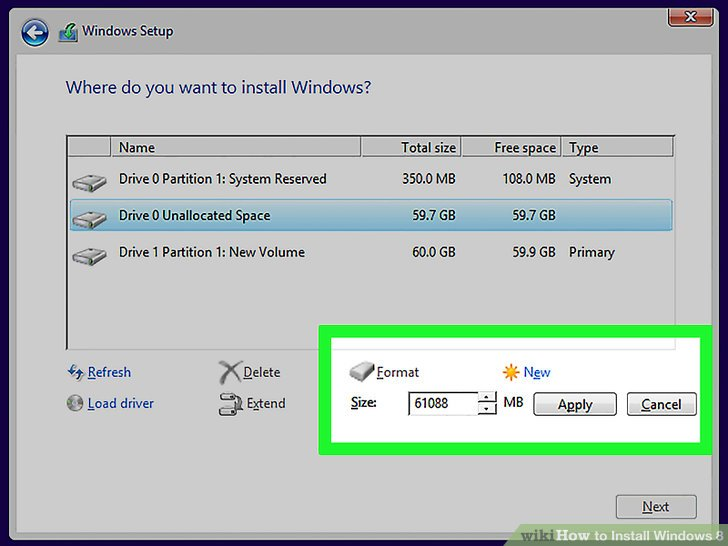 Windows Setup
Where do you want to install Windows?
Name Total size Free space Type
Drive 0 Partition 1: System Reserved 350.0 MB 108.0 MB System
Drive 0 Unallocated Space 59.7 GB 59.7 GB
Drive 1 Partition 1: New Volume 60.0 GB 59.9 GB Primary
Refresh Delete Format New
Load driver Extend Size: 61088 MB Apply Cancel
Next
wikiHow to Install Windows 8